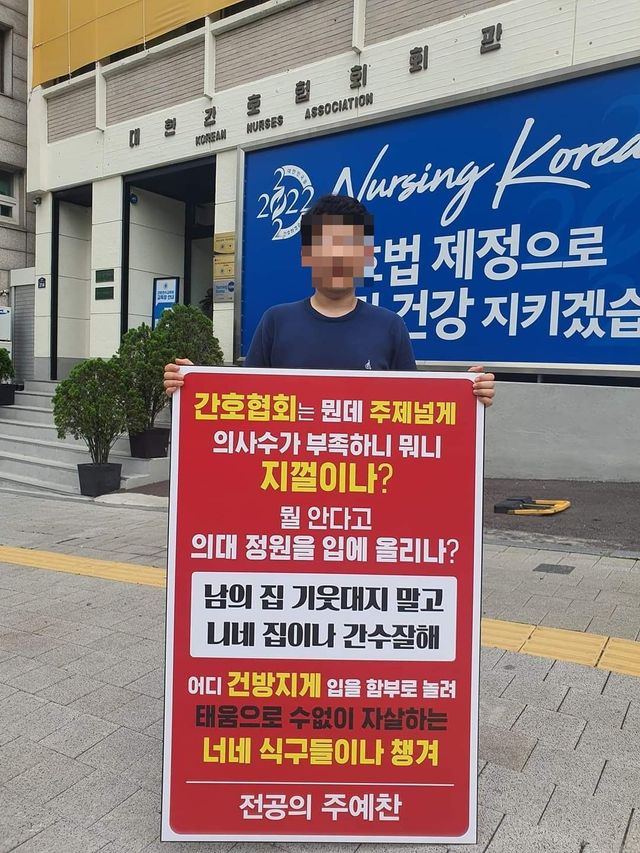 대한간호협회회관
KOREAN NURSES ASSOCIATION
2022
Nursing Korea
법 제정으로
건강 지키겠습
간호협회는 뭔데 주제넘게
의사수가 부족하니 뭐니
지껄이나?
뭘 안다고
의대 정원을 입에 올리나?
남의 집 기웃대지 말고
니네 집이나 간수잘해
어디 건방지게 입을 함부로 놀려
태움으로 수없이 자살하는
너네 식구들이나 챙겨
전공의 주예찬